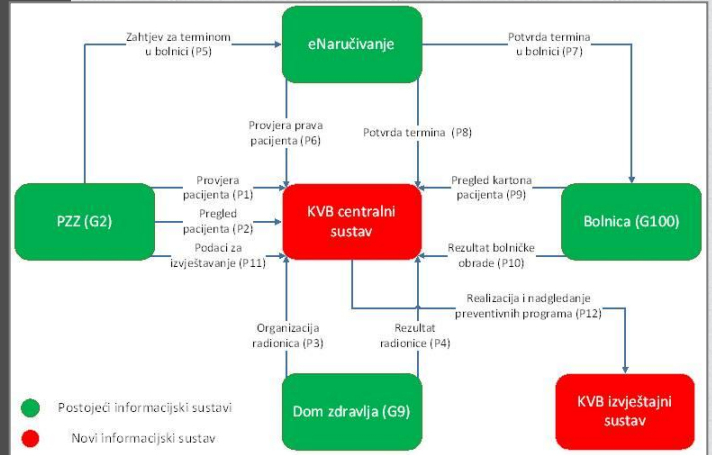 Zahtjev za terminom
u bolnici (P5)
eNaručivanje
Potvrda termina
u bolnici (P7)
Provjera prava
pacijenta (P6)
Potvrda termina (P8)
PZZ (G2)
Provjera
pacijenta (P1)
Pregled
pacijenta (P2)
Podaci za
izvještavanje (P11)
KVB centralni
sustav
Pregled kartona
pacijenta (P9)
Rezultat bolničke
obrade (P10)
Bolnica (G100)
Realizacija i nadgledanje
preventivnih programa (P12)
Organizacija
radionica (P3)
Rezultat
radionice (P4)
Dom zdravlja (G9)
KVB izvještajni
sustav
Postojeći informacijski sustavi
Novi informacijski sustav